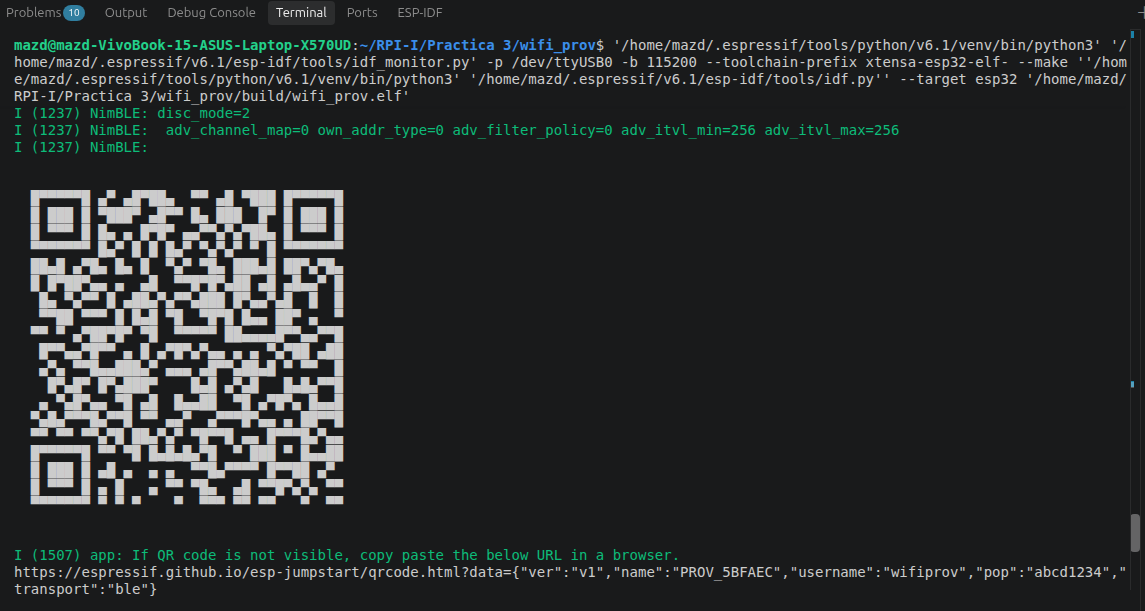 Problems 10 Output Debug Console Terminal Ports ESP-IDF
mazd@mazd-VivoBook-15-ASUS-Laptop-X570UD:~/RPI-I/Practica 3/wifi_prov$ '/home/mazd/.espressif/tools/python/v6.1/venv/bin/python3' '/
home/mazd/.espressif/v6.1/esp-idf/tools/idf_monitor.py' -p /dev/ttyUSB0 -b 115200 --toolchain-prefix xtensa-esp32-elf- --make ''/hom
e/mazd/.espressif/tools/python/v6.1/venv/bin/python3' '/home/mazd/.espressif/v6.1/esp-idf/tools/idf.py'' --target esp32 '/home/mazd/
RPI-I/Practica 3/wifi_prov/build/wifi_prov.elf'
I (1237) NimBLE: disc_mode=2
I (1237) NimBLE:  adv_channel_map=0 own_addr_type=0 adv_filter_policy=0 adv_itvl_min=256 adv_itvl_max=256
I (1237) NimBLE:
I (1507) app: If QR code is not visible, copy paste the below URL in a browser.
https://espressif.github.io/esp-jumpstart/qrcode.html?data={"ver":"v1","name":"PROV_5BFAEC","username":"wifiprov","pop":"abcd1234","
transport":"ble"}